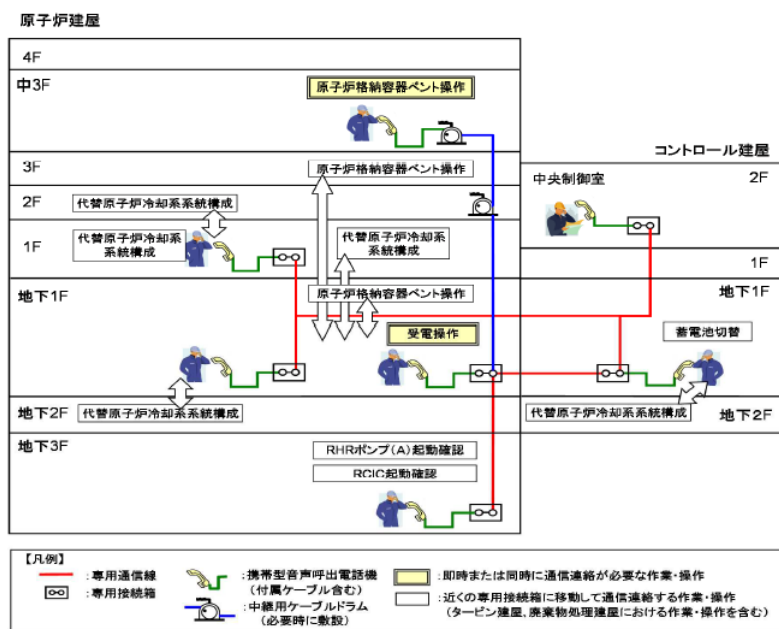 原子炉建屋
4F
中3F
原子炉格納容器ベント操作
コントロール建屋
3F
原子炉格納容器ベント操作
中央制御室
2F
2F
代替原子炉冷却系系統構成
1F
代替原子炉冷却系
系統構成
代替原子炉冷却系
系統構成
1F
地下1F
原子炉格納容器ベント操作
地下1F
受電操作
蓄電池切替
地下2F
代替原子炉冷却系系統構成
代替原子炉冷却系系統構成
地下2F
地下3F
RHRポンプ(A)起動確認
RCIC起動確認
【凡例】
:専用通信線
:専用接続箱
:携帯型音声呼出電話機
(付属ケーブル含む)
:中継用ケーブルドラム
(必要時に敷設)
:即時または同時に通信連絡が必要な作業・操作
:近くの専用接続箱に移動して通信連絡する作業・操作
(タービン建屋、廃棄物処理建屋における作業・操作を含む)